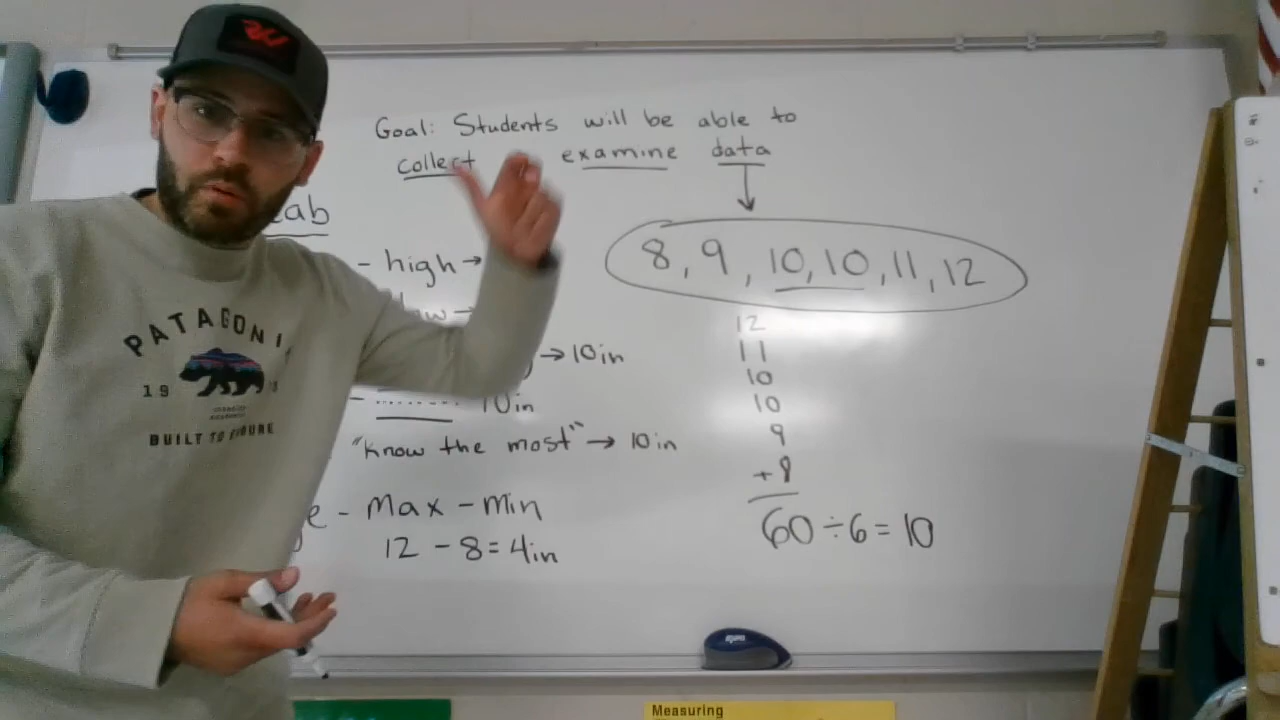 Goal: Students will be able to
collect examine data
8, 9, 10, 10, 11, 12
- high →
12
11
→ 10in
10
- 10in
10
9
"know the most" → 10in
+8
- Max - Min
60 ÷ 6 = 10
12 - 8 = 4in
PATAGONI
19
BUILT TO
Measuring